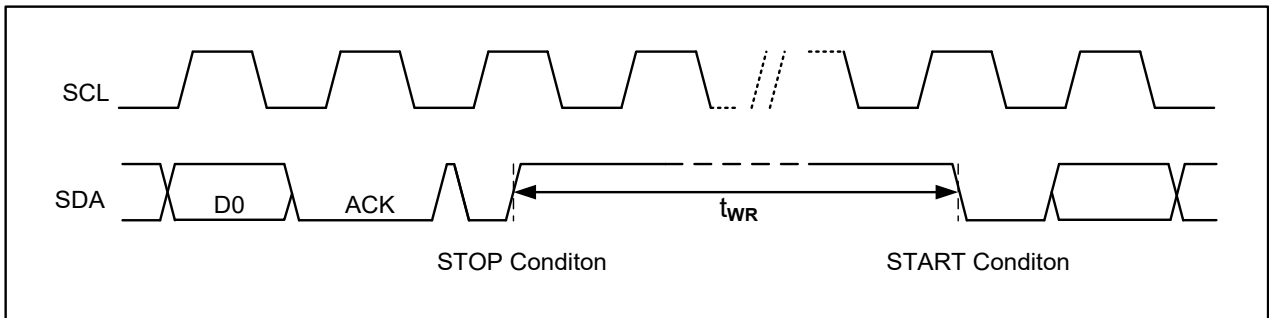 SCL
SDA
D0
ACK
tWR
STOP Conditon
START Conditon